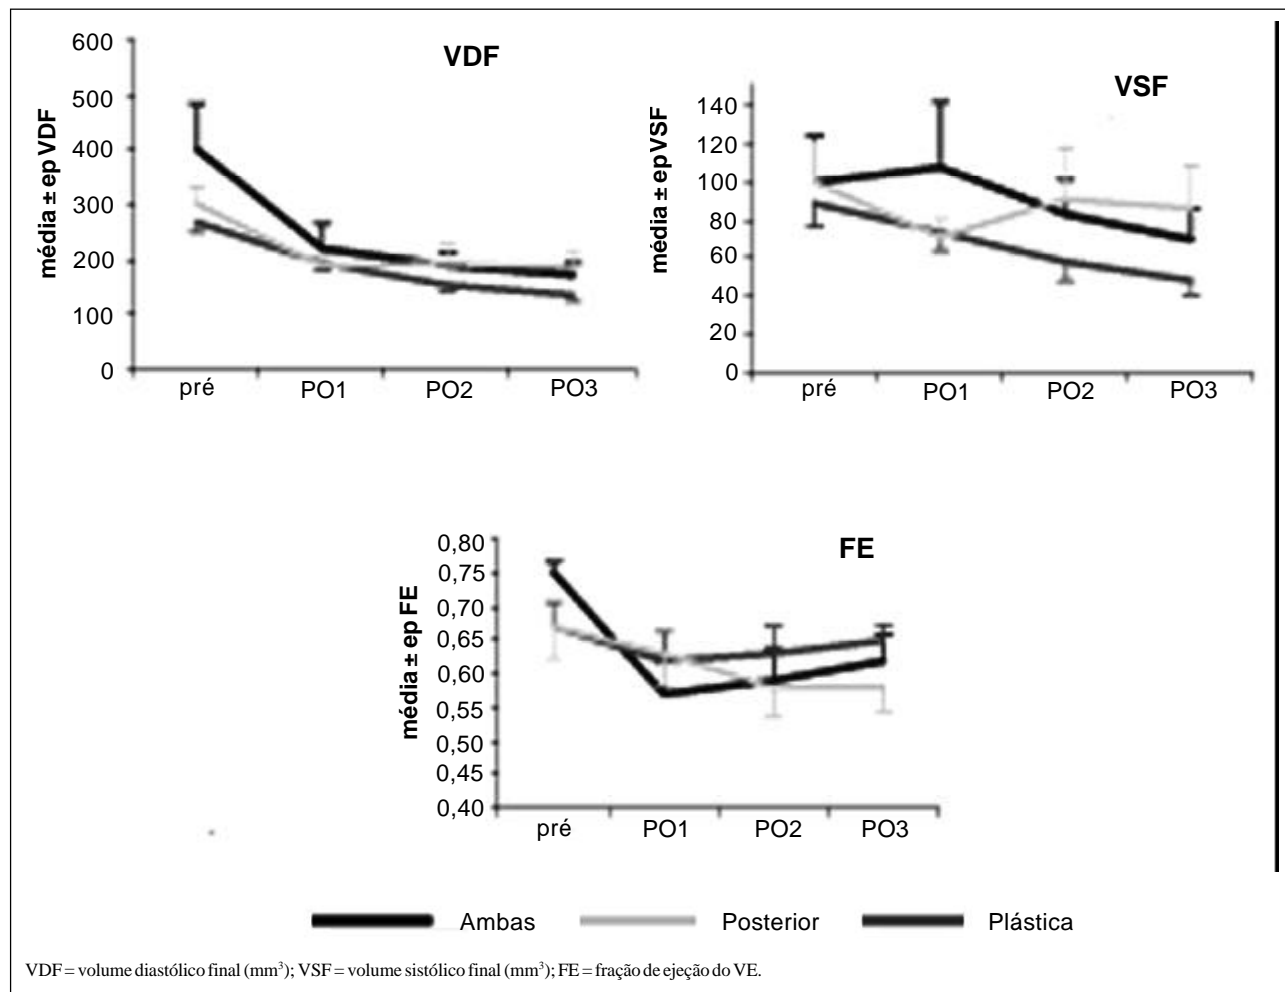 VDF
média ± ep VDF
600
500
400
300
200
100
0
pré PO1 PO2 PO3
VSF
média ± ep VSF
140
120
100
80
60
40
20
0
pré PO1 PO2 PO3
FE
média ± ep FE
0,80
0,75
0,70
0,65
0,60
0,55
0,50
0,45
0,40
pré PO1 PO2 PO3
Ambas Posterior Plástica
VDF = volume diastólico final (mm³); VSF = volume sistólico final (mm³); FE = fração de ejeção do VE.